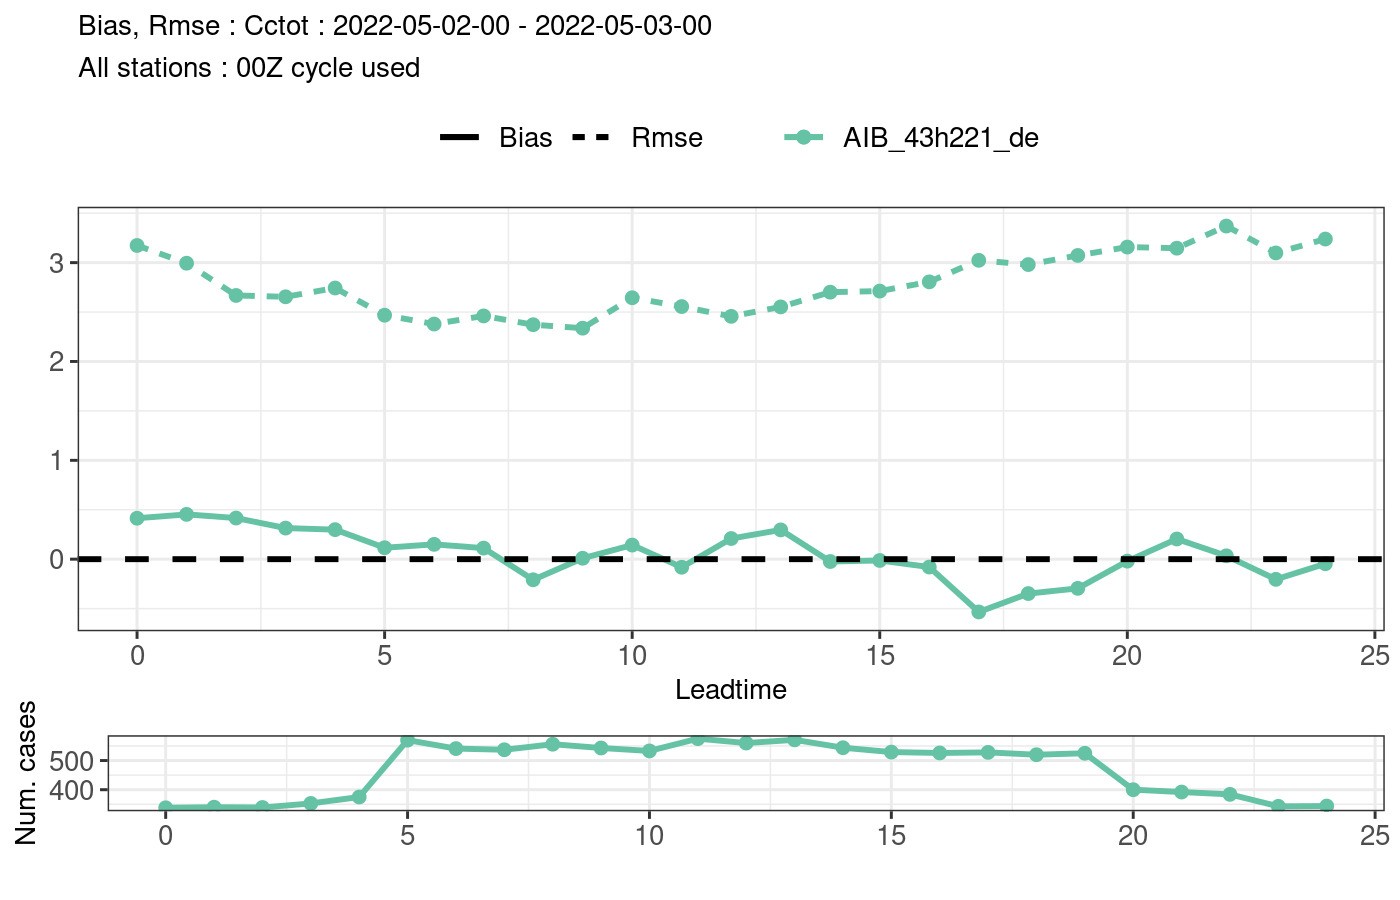 Bias, Rmse : Cctot : 2022-05-02-00 - 2022-05-03-00
All stations : 00Z cycle used
Bias Rmse AIB_43h221_de
3
2
1
0
0 5 10 15 20 25
Leadtime
Num. cases
500
400
0 5 10 15 20 25